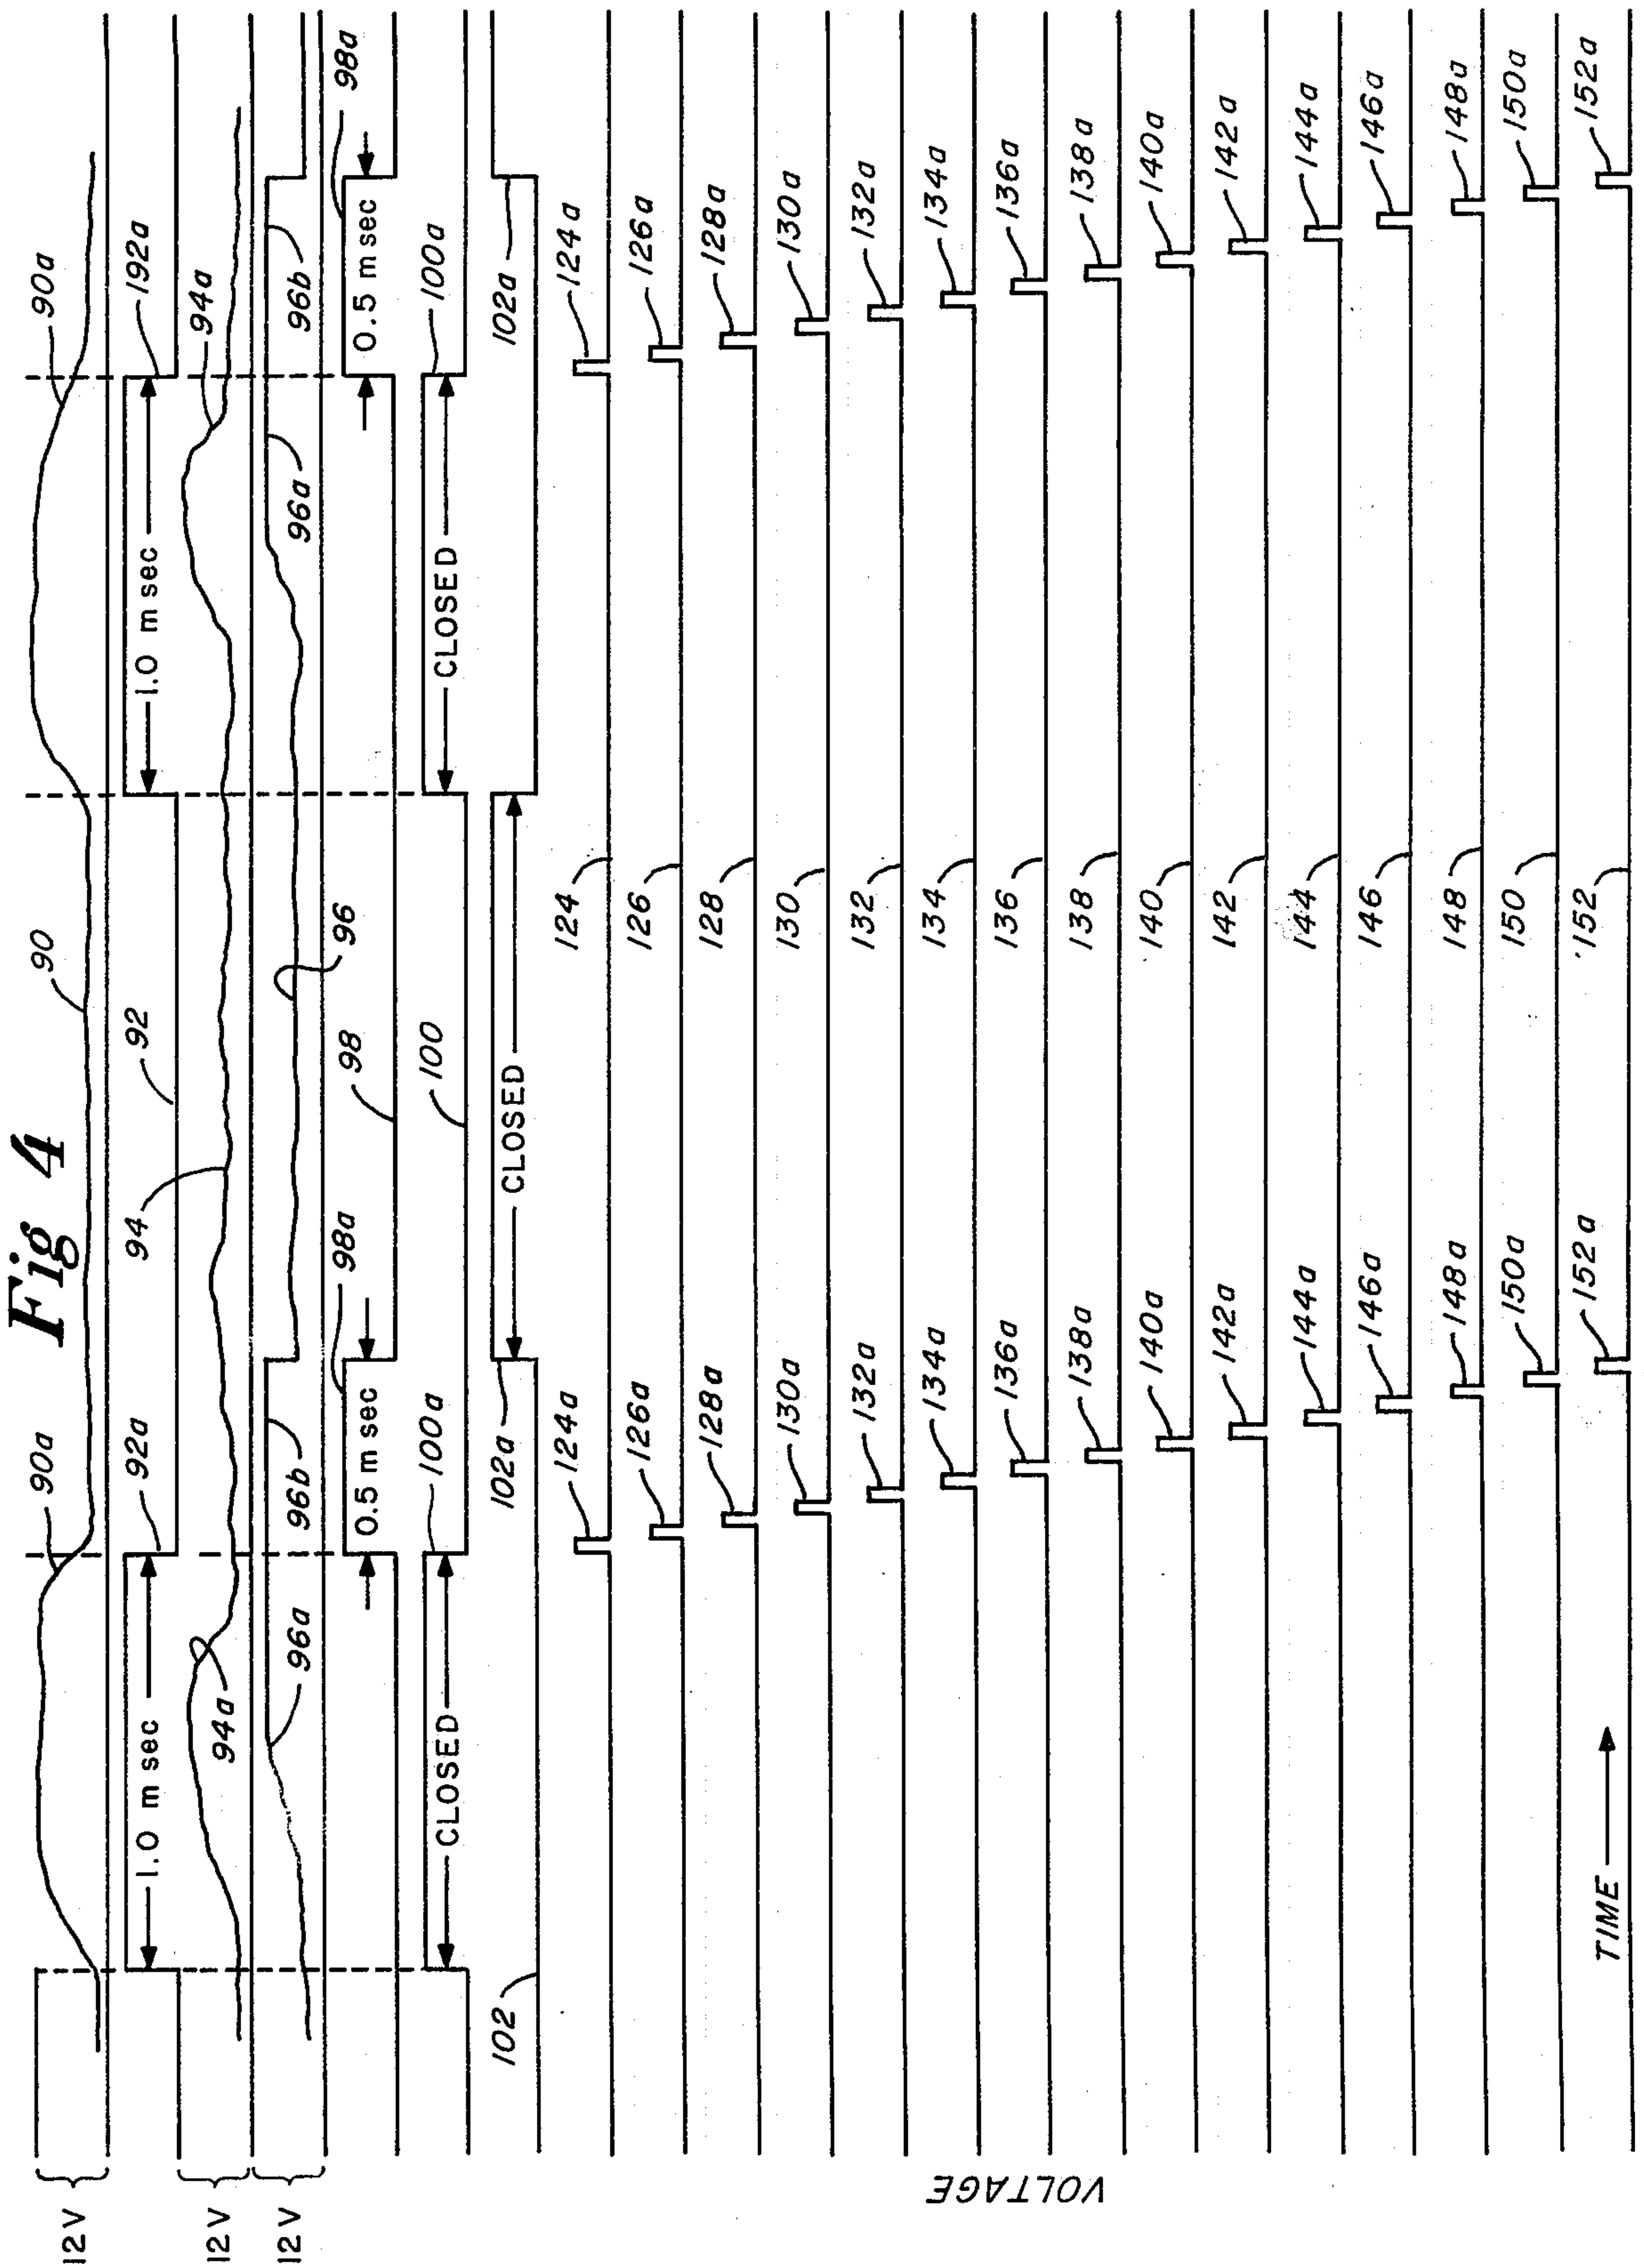 Fig 4
12V
90a
90
90a
92a
92
192a
1.0 m sec
1.0 m sec
12V
94a
94
94a
12V
96a
96b
96
96a
96b
98a
98
98a
0.5 m sec
0.5 m sec
100a
100
100a
CLOSED
CLOSED
102
102a
102a
CLOSED
124a
124
124a
126a
126
126a
128a
128
128a
130a
130
130a
132a
132
132a
134a
134
134a
136a
136
136a
138a
138
138a
140a
140
140a
142a
142
142a
144a
144
144a
146a
146
146a
148a
148
148a
150a
150
150a
152a
152
152a
VOLTAGE
TIME